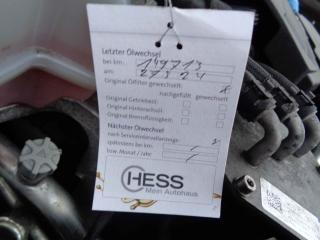 Letzter Ölwechsel
bei km: 149713
am: 27 3 24
Original Ölfilter gewechselt: x
nachgefüllt gewechselt
Original Getriebeöl:
Original Hinterachsöl:
Original Bremsflüssigkeit:
Nächster Ölwechsel
nach Serviceintervallanzeige:
spätestens bei km:
bzw. Monat / Jahr:
HESS
Mein Autohaus